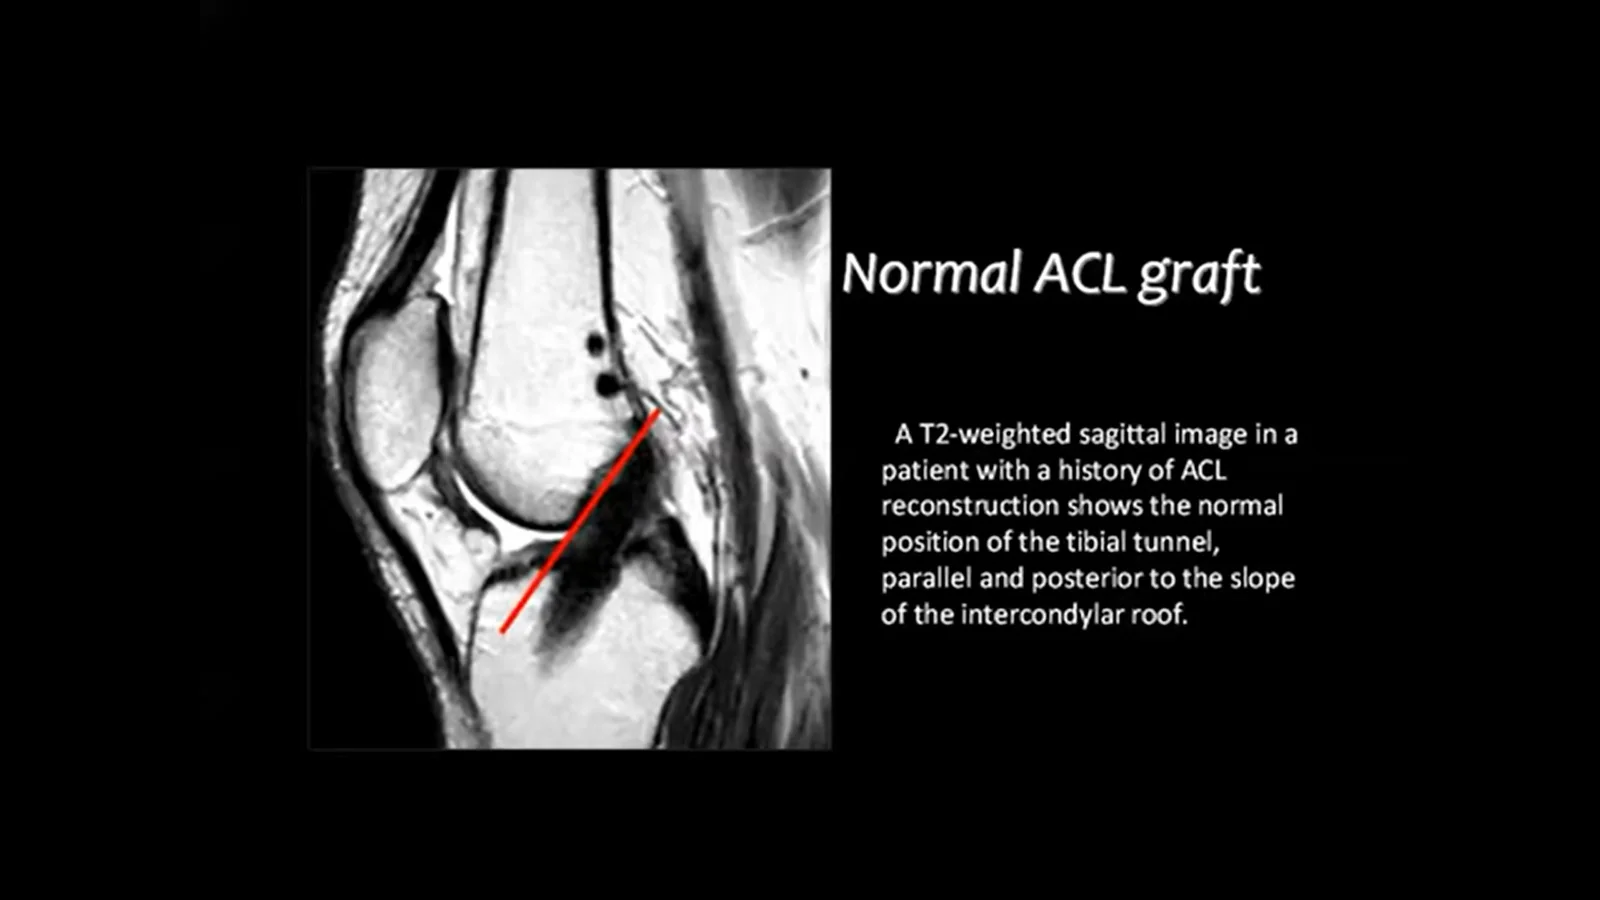 Normal ACL graft
A T2-weighted sagittal image in a
patient with a history of ACL
reconstruction shows the normal
position of the tibial tunnel,
parallel and posterior to the slope
of the intercondylar roof.